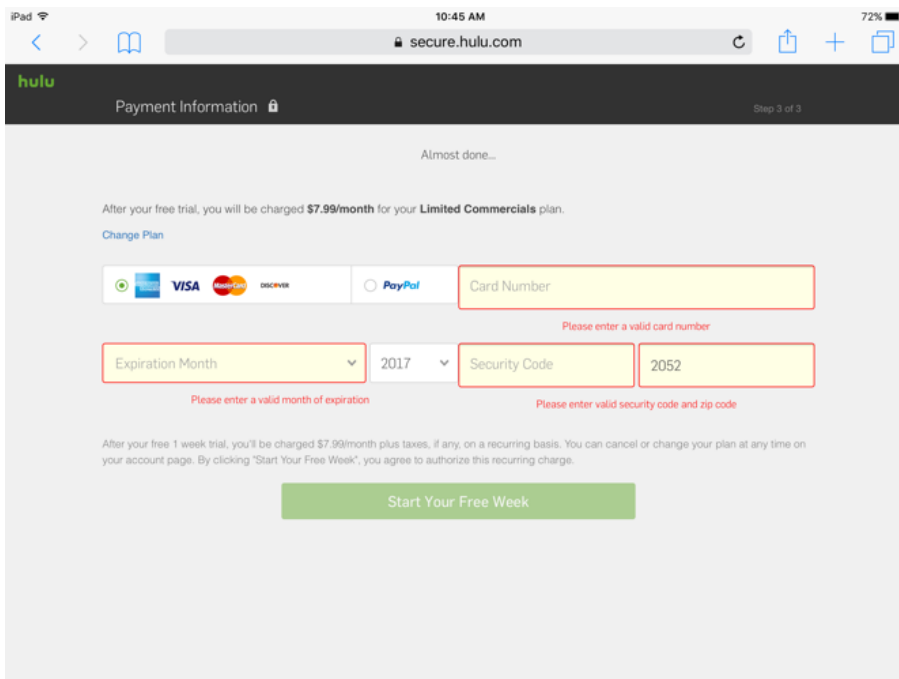 iPad 10:45 AM 72%
secure.hulu.com
hulu
Payment Information Step 3 of 3
Almost done...
After your free trial, you will be charged $7.99/month for your Limited Commercials plan.
Change Plan
VISA MasterCard DISCOVER PayPal Card Number
Please enter a valid card number
Expiration Month 2017 Security Code 2052
Please enter a valid month of expiration Please enter valid security code and zip code
After your free 1 week trial, you'll be charged $7.99/month plus taxes, if any, on a recurring basis. You can cancel or change your plan at any time on
your account page. By clicking "Start Your Free Week", you agree to authorize this recurring charge.
Start Your Free Week